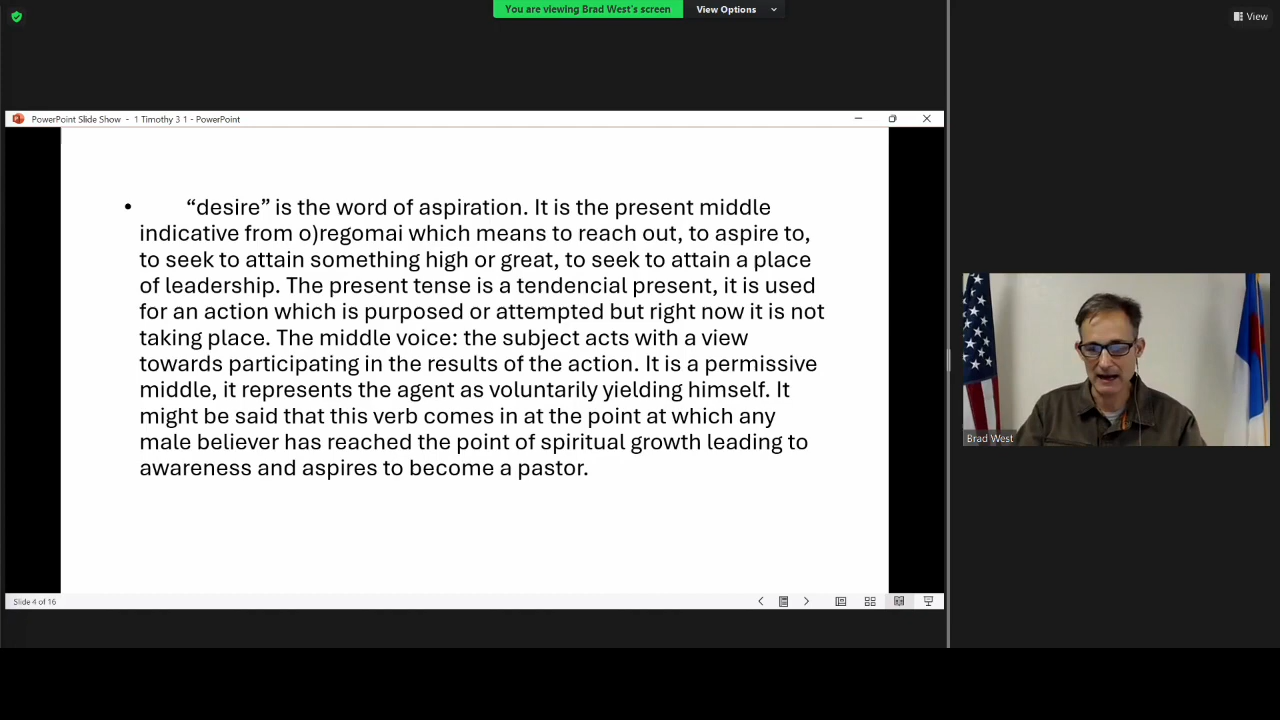 You are viewing Brad West's screen
View Options
View
PowerPoint Slide Show - 1 Timothy 3 1 - PowerPoint
• “desire” is the word of aspiration. It is the present middle
indicative from o)regomai which means to reach out, to aspire to,
to seek to attain something high or great, to seek to attain a place
of leadership. The present tense is a tendencial present, it is used
for an action which is purposed or attempted but right now it is not
taking place. The middle voice: the subject acts with a view
towards participating in the results of the action. It is a permissive
middle, it represents the agent as voluntarily yielding himself. It
might be said that this verb comes in at the point at which any
male believer has reached the point of spiritual growth leading to
awareness and aspires to become a pastor.
Brad West
Slide 4 of 16